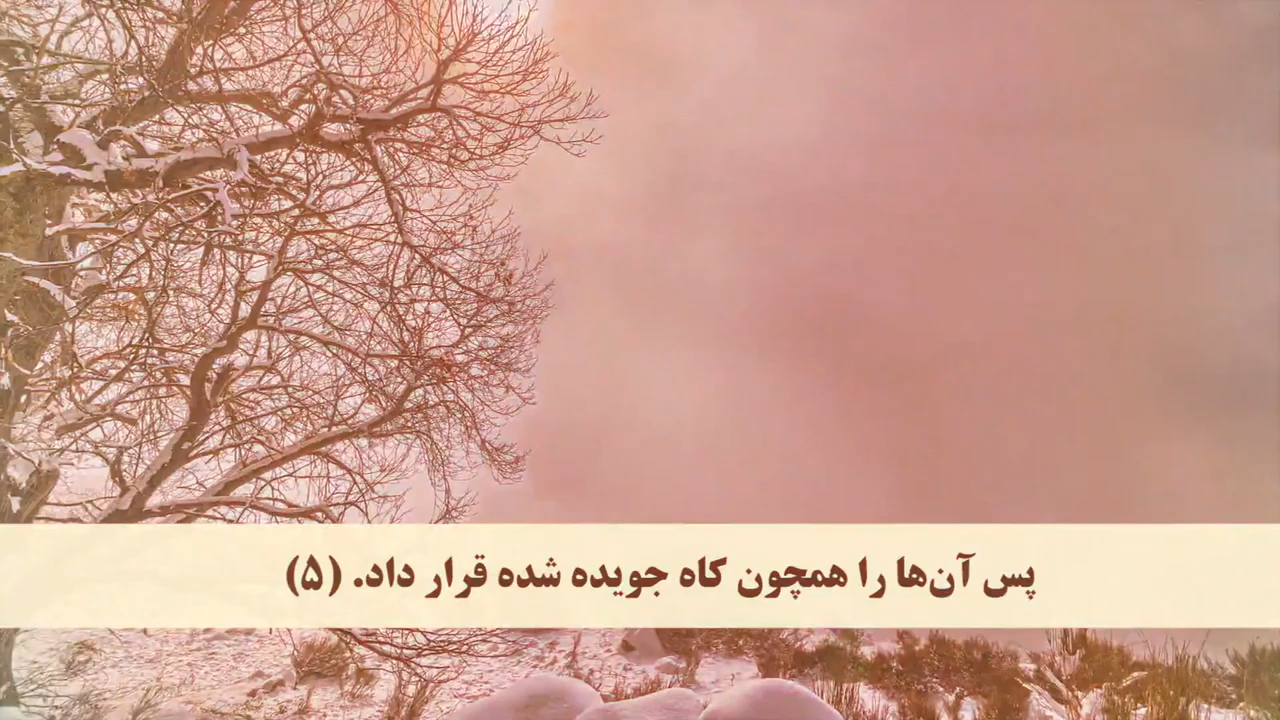 پس آن‌ها را همچون کاه جویده شده قرار داد. (۵)